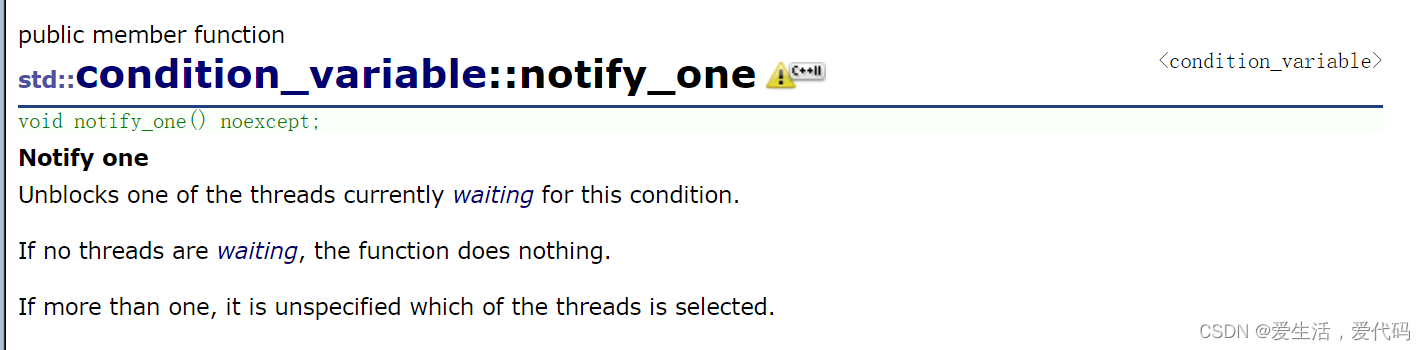 public member function
<condition_variable>
std::condition_variable::notify_one C++11
void notify_one() noexcept;
Notify one
Unblocks one of the threads currently waiting for this condition.
If no threads are waiting, the function does nothing.
If more than one, it is unspecified which of the threads is selected.
CSDN @爱生活，爱代码